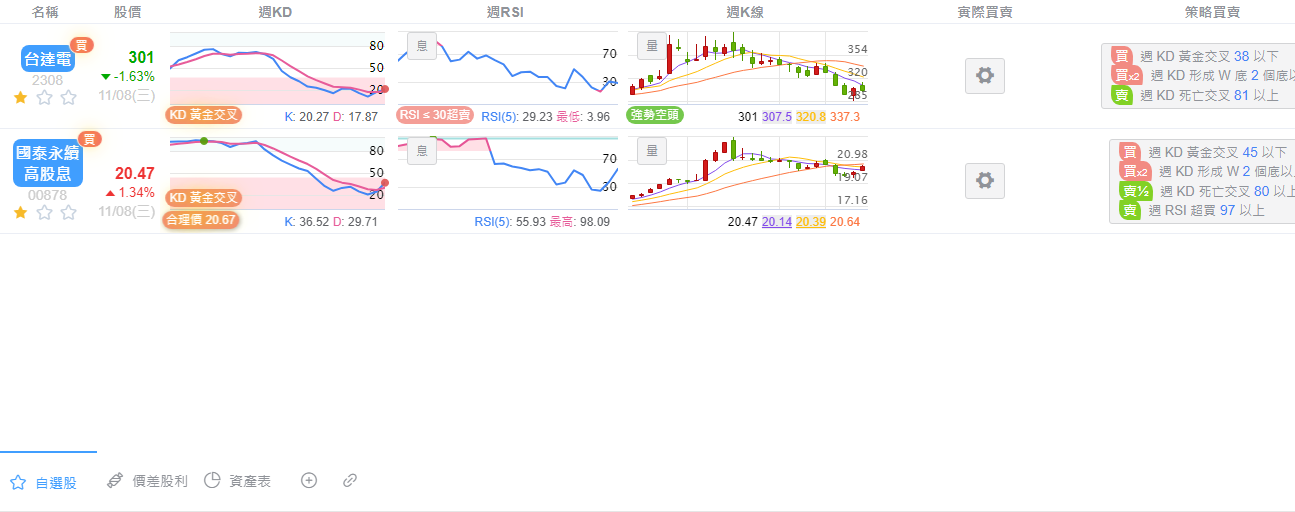 名稱 股價 週KD 週RSI 週K線 實際買賣 策略買賣
台達電 買
2308
301
-1.63%
11/08(三)
80
50
20
KD 黃金交叉
K: 20.27 D: 17.87
息
70
30
RSI ≤ 30超賣
RSI(5): 29.23 最低: 3.96
量
354
320
285
強勢空頭
301 307.5 320.8 337.3
買 週 KD 黃金交叉 38 以下
買x2 週 KD 形成 W 底 2 個底以
賣 週 KD 死亡交叉 81 以上
國泰永續 買
高股息
00878
20.47
1.34%
11/08(三)
80
50
20
KD 黃金交叉
合理價 20.67
K: 36.52 D: 29.71
息
70
30
RSI(5): 55.93 最高: 98.09
量
20.98
19.07
17.16
20.47 20.14 20.39 20.64
買 週 KD 黃金交叉 45 以下
買x2 週 KD 形成 W 2 個底以
賣½ 週 KD 死亡交叉 80 以上
賣 週 RSI 超買 97 以上
自選股 價差股利 資產表